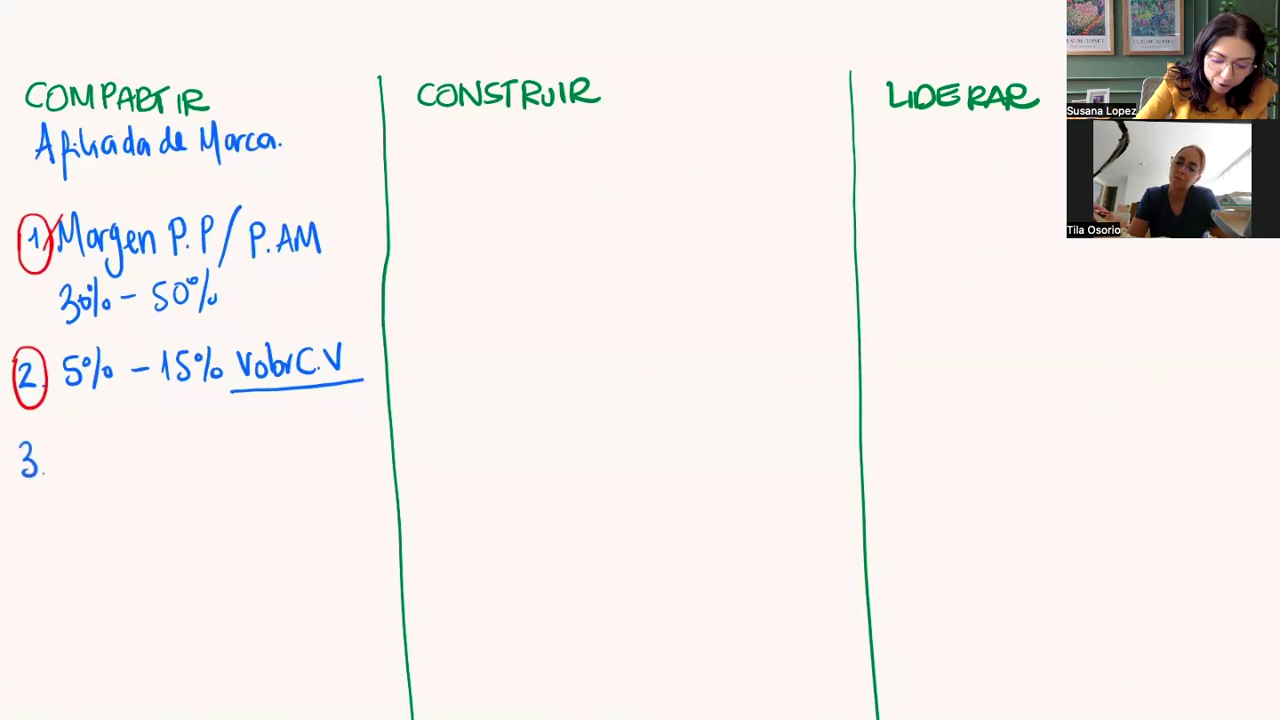 COMPARTIR
Afiliada de Marca.
1. Margen P.P / P.AM
30% - 50%
2. 5% - 15% Valor C.V
3.
CONSTRUIR
LIDERAR
Susana Lopez
Tila Osorio